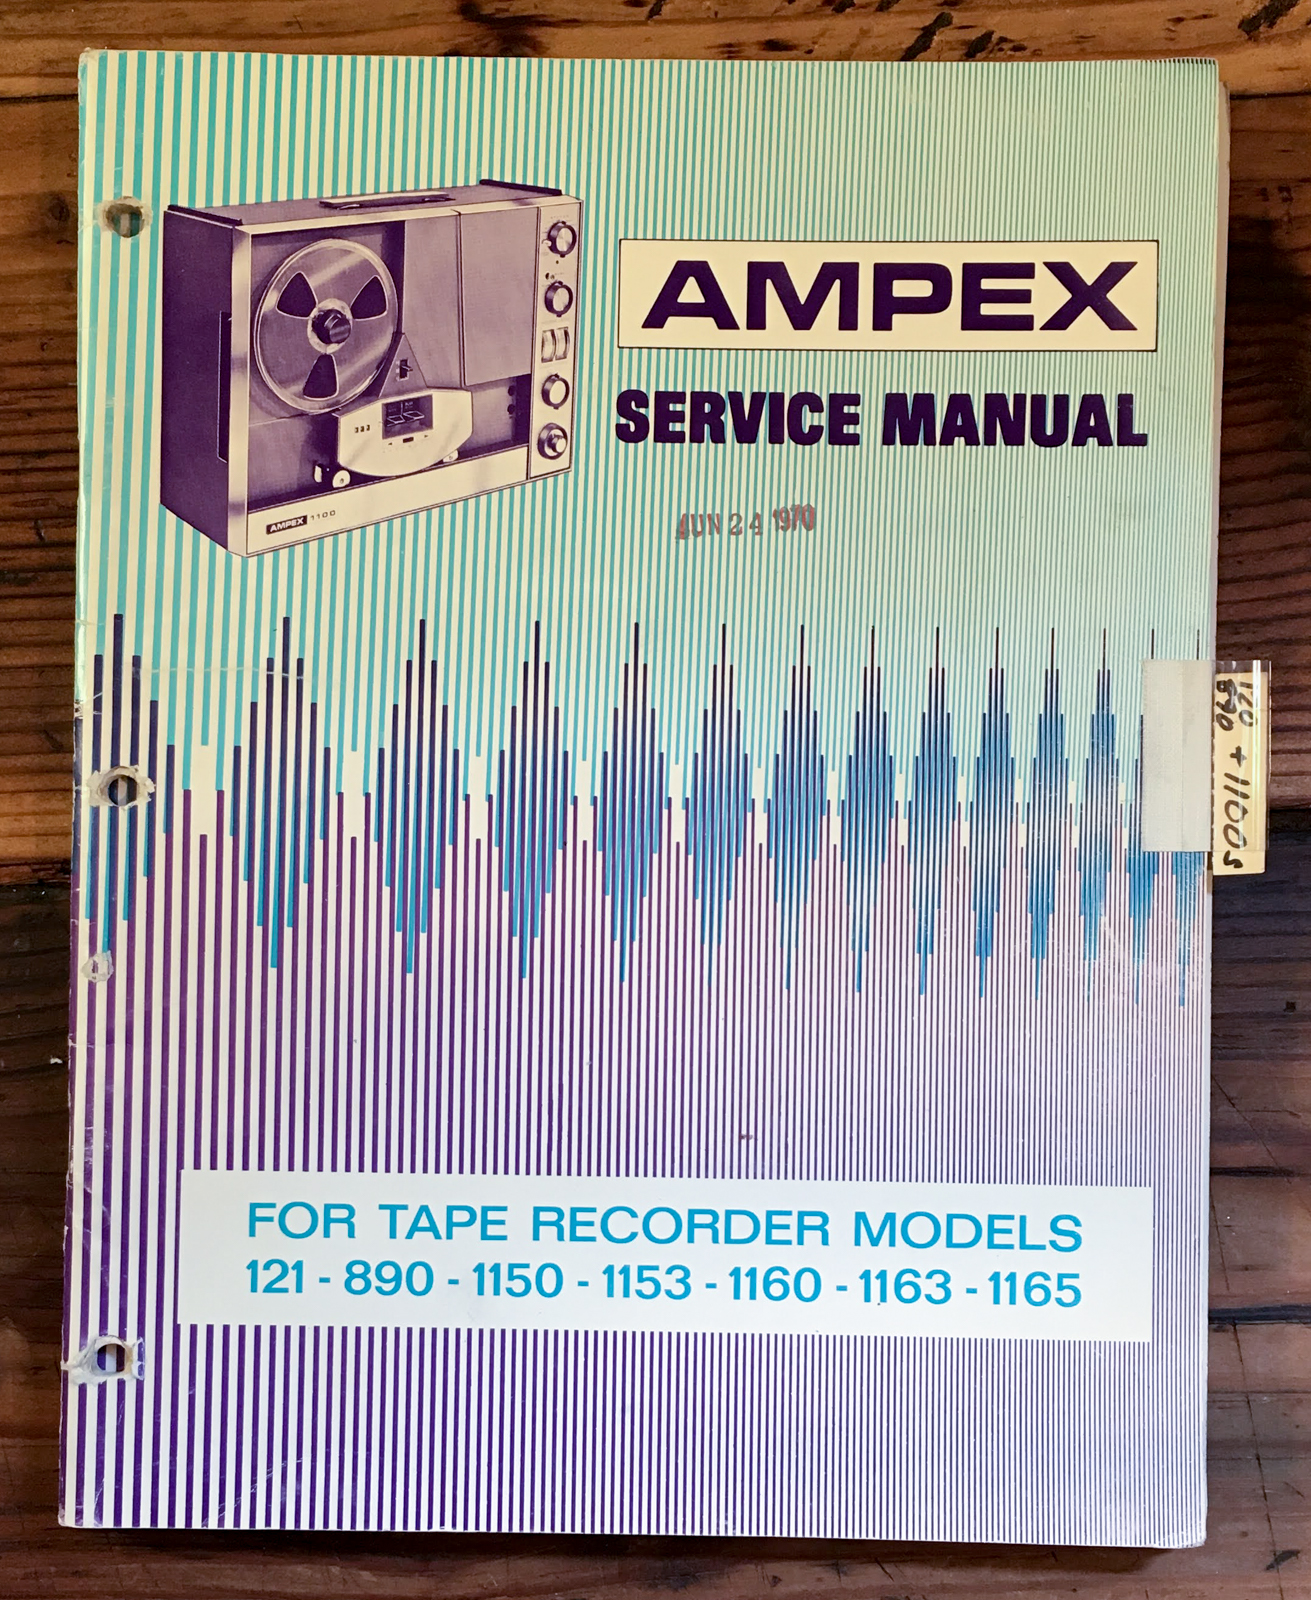 AMPEX
SERVICE MANUAL
JUN 24 1970
AMPEX 1100
FOR TAPE RECORDER MODELS
121 - 890 - 1150 - 1153 - 1160 - 1163 - 1165
890 + 1100s